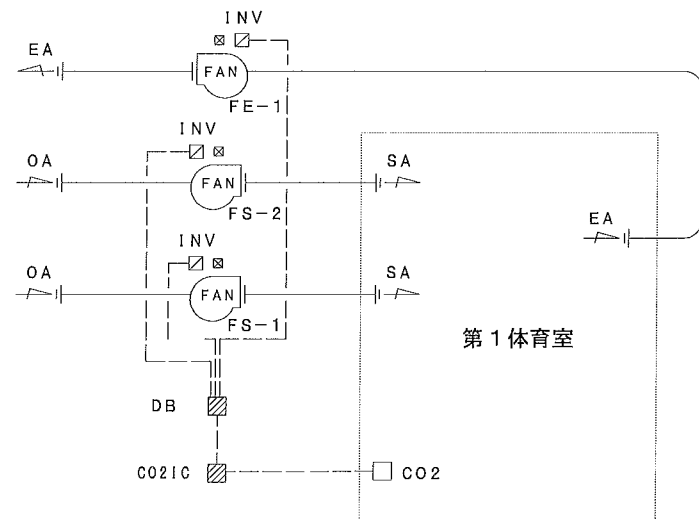 INV
EA
FAN
FE-1
INV
OA
FAN
SA
FS-2
EA
INV
OA
FAN
SA
FS-1
第1体育室
DB
CO2IC
CO2